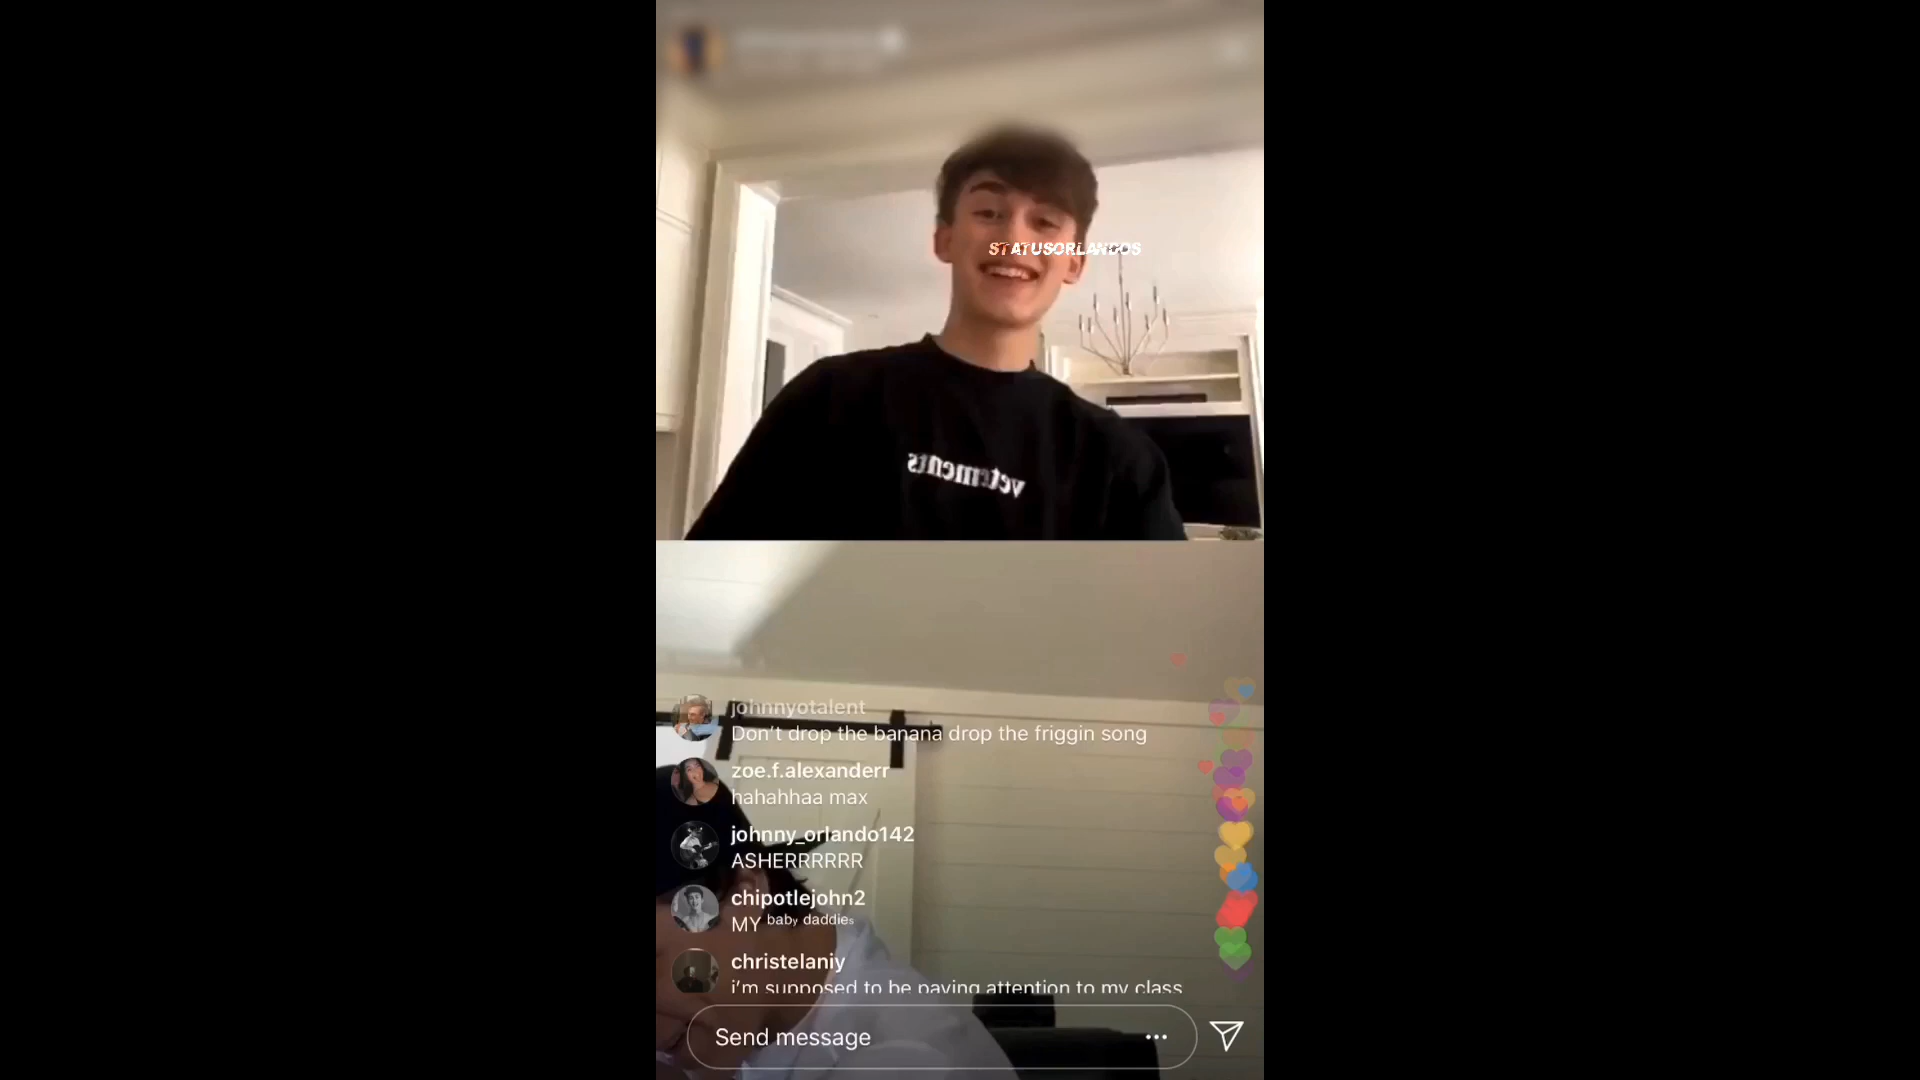 STATUSORLANDOS
vetements
johnnyotalent
Don't drop the banana drop the friggin song
zoe.f.alexanderr
hahahhaa max
johnny_orlando142
ASHERRRRRR
chipotlejohn2
MY ᵇᵃᵇʸ ᵈᵃᵈᵈⁱᵉˢ
christelaniy
i'm supposed to be paying attention to my class
Send message